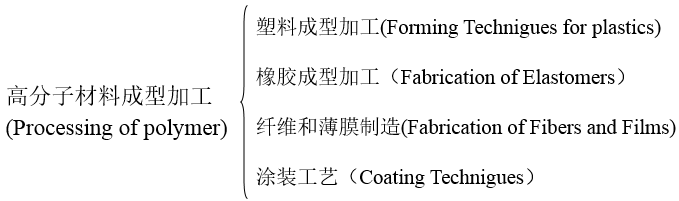 高分子材料成型加工
(Processing of polymer)
塑料成型加工(Forming Technigues for plastics)
橡胶成型加工（Fabrication of Elastomers）
纤维和薄膜制造(Fabrication of Fibers and Films)
涂装工艺（Coating Technigues）